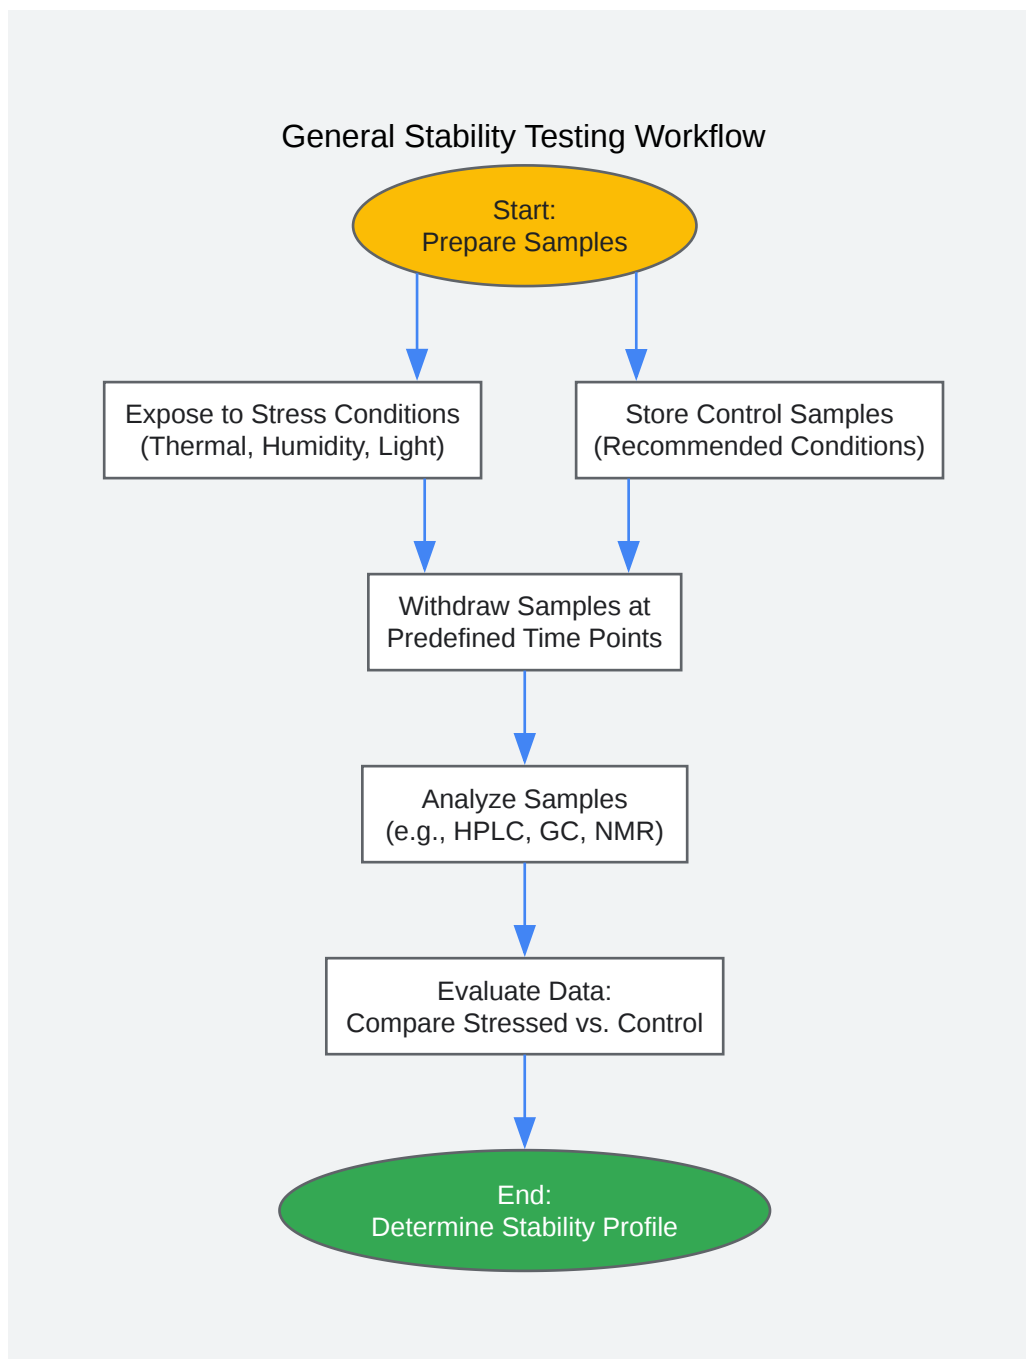 General Stability Testing Workflow
Start:
Prepare Samples
Expose to Stress Conditions
(Thermal, Humidity, Light)
Store Control Samples
(Recommended Conditions)
Withdraw Samples at
Predefined Time Points
Analyze Samples
(e.g., HPLC, GC, NMR)
Evaluate Data:
Compare Stressed vs. Control
End:
Determine Stability Profile